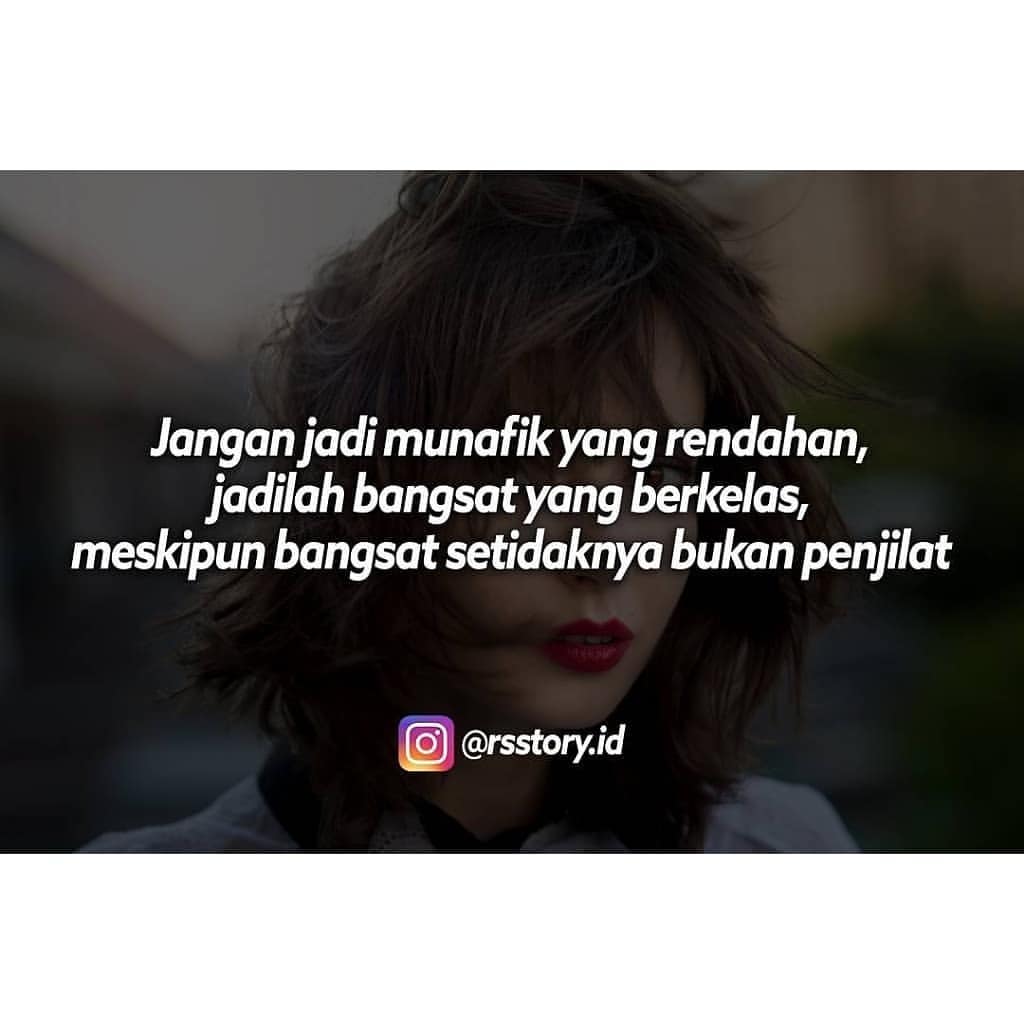 Jangan jadi munafik yang rendahan,
jadilah bangsat yang berkelas,
meskipun bangsat setidaknya bukan penjilat
@rsstory.id